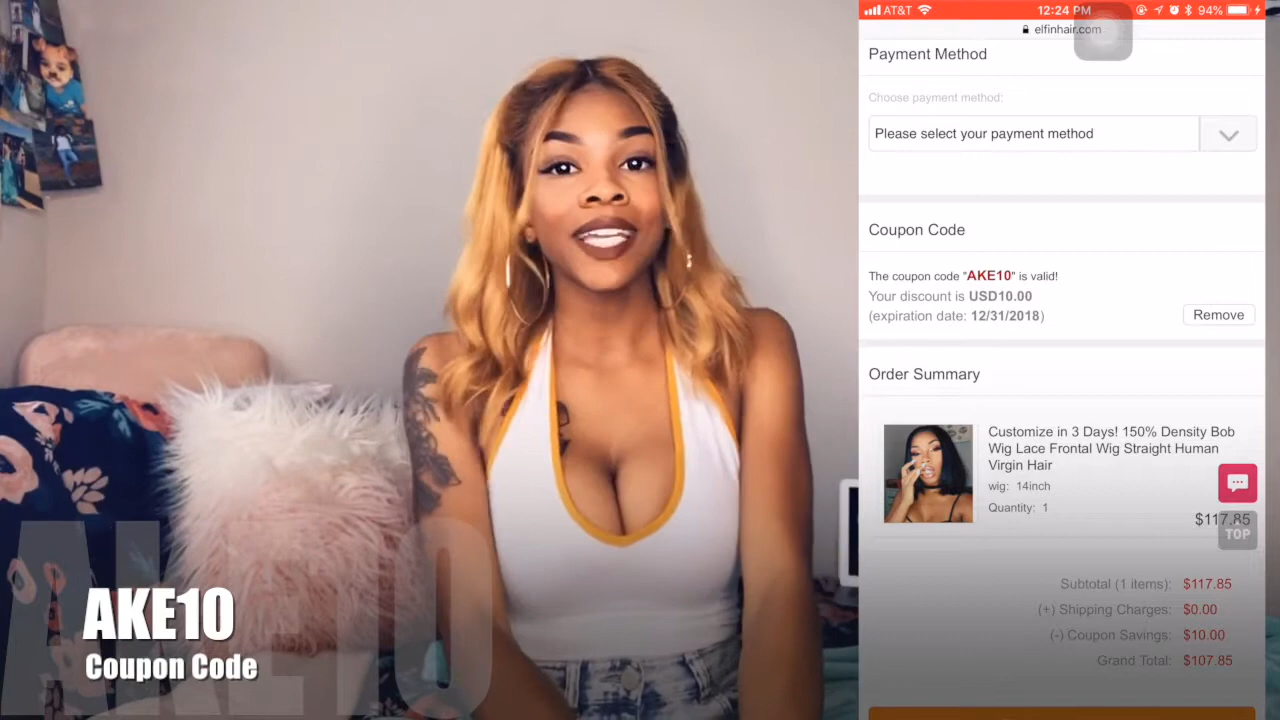 AT&T 12:24 PM 94%
elfinhair.com
Payment Method
Choose payment method:
Please select your payment method
Coupon Code
The coupon code "AKE10" is valid!
Your discount is USD10.00
(expiration date: 12/31/2018)
Remove
Order Summary
Customize in 3 Days! 150% Density Bob
Wig Lace Frontal Wig Straight Human
Virgin Hair
wig: 14inch
Quantity: 1
$117.85
TOP
Subtotal (1 items): $117.85
(+) Shipping Charges: $0.00
(-) Coupon Savings: $10.00
Grand Total: $107.85
AKE10
AKE10
Coupon Code